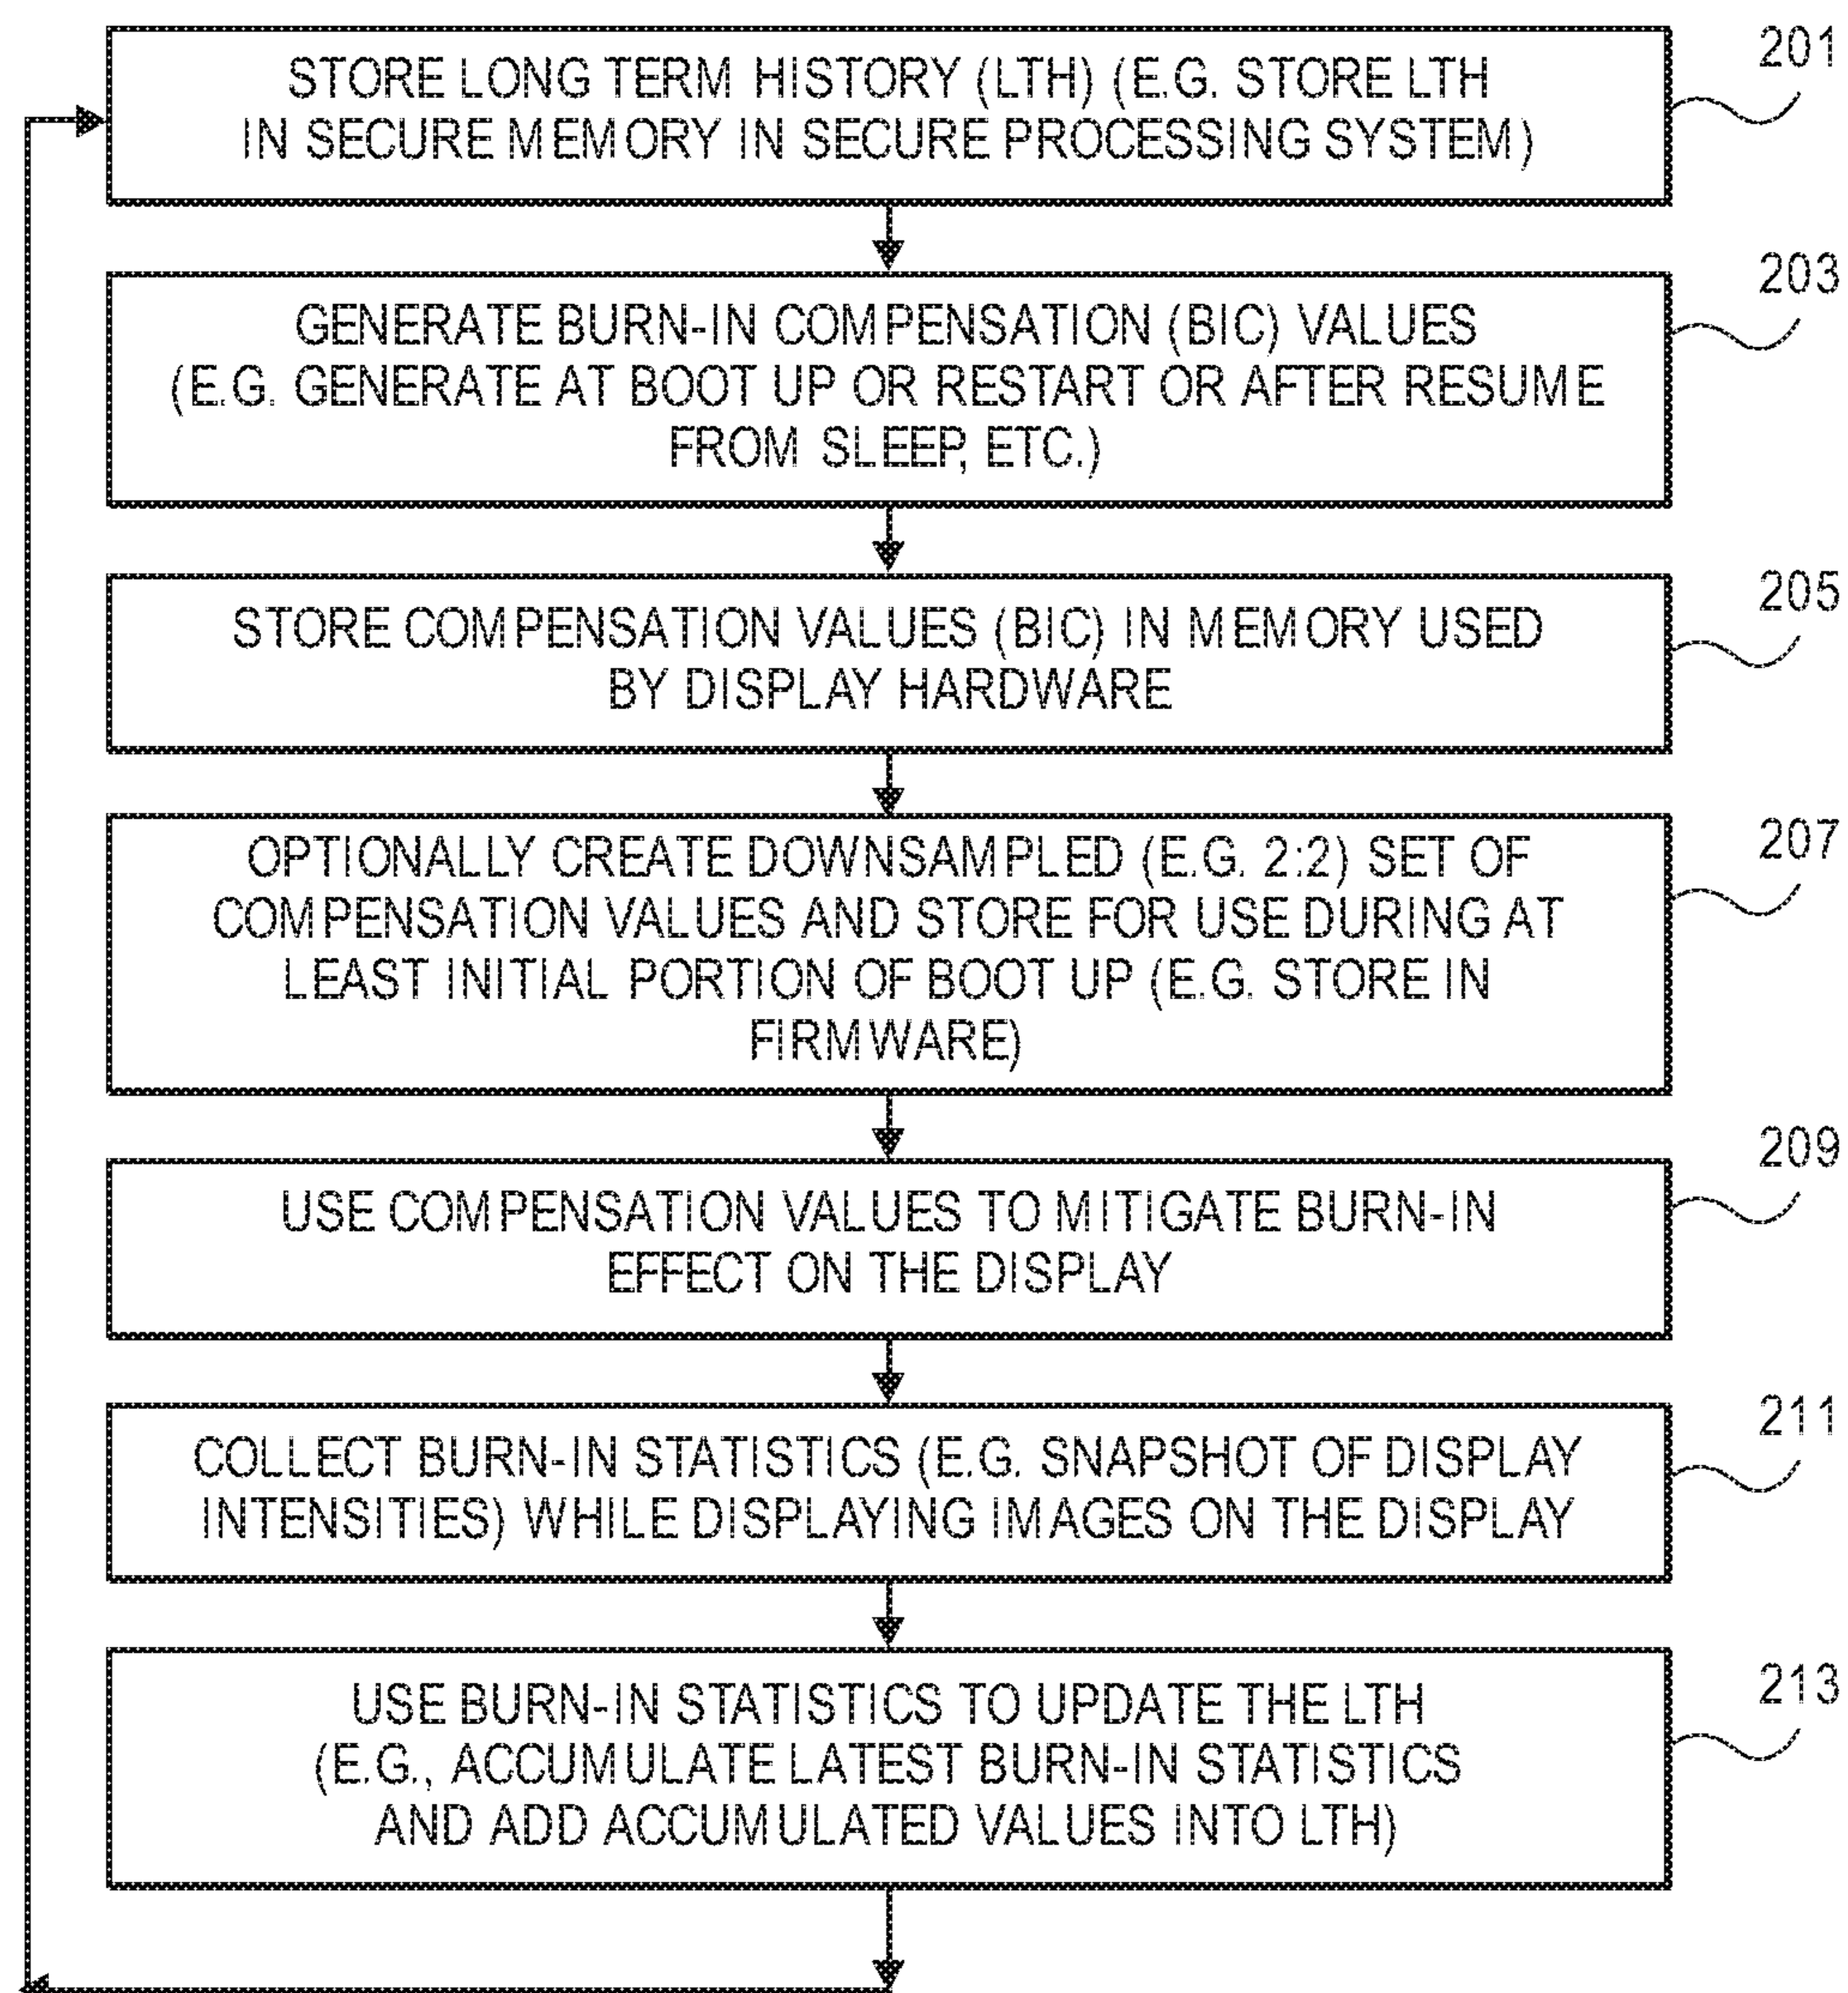 201
STORE LONG TERM HISTORY (LTH) (E.G. STORE LTH
IN SECURE MEMORY IN SECURE PROCESSING SYSTEM)
203
GENERATE BURN-IN COMPENSATION (BIC) VALUES
(E.G. GENERATE AT BOOT UP OR RESTART OR AFTER RESUME
FROM SLEEP, ETC.)
205
STORE COMPENSATION VALUES (BIC) IN MEMORY USED
BY DISPLAY HARDWARE
207
OPTIONALLY CREATE DOWNSAMPLED (E.G. 2:2) SET OF
COMPENSATION VALUES AND STORE FOR USE DURING AT
LEAST INITIAL PORTION OF BOOT UP (E.G. STORE IN
FIRMWARE)
209
USE COMPENSATION VALUES TO MITIGATE BURN-IN
EFFECT ON THE DISPLAY
211
COLLECT BURN-IN STATISTICS (E.G. SNAPSHOT OF DISPLAY
INTENSITIES) WHILE DISPLAYING IMAGES ON THE DISPLAY
213
USE BURN-IN STATISTICS TO UPDATE THE LTH
(E.G., ACCUMULATE LATEST BURN-IN STATISTICS
AND ADD ACCUMULATED VALUES INTO LTH)